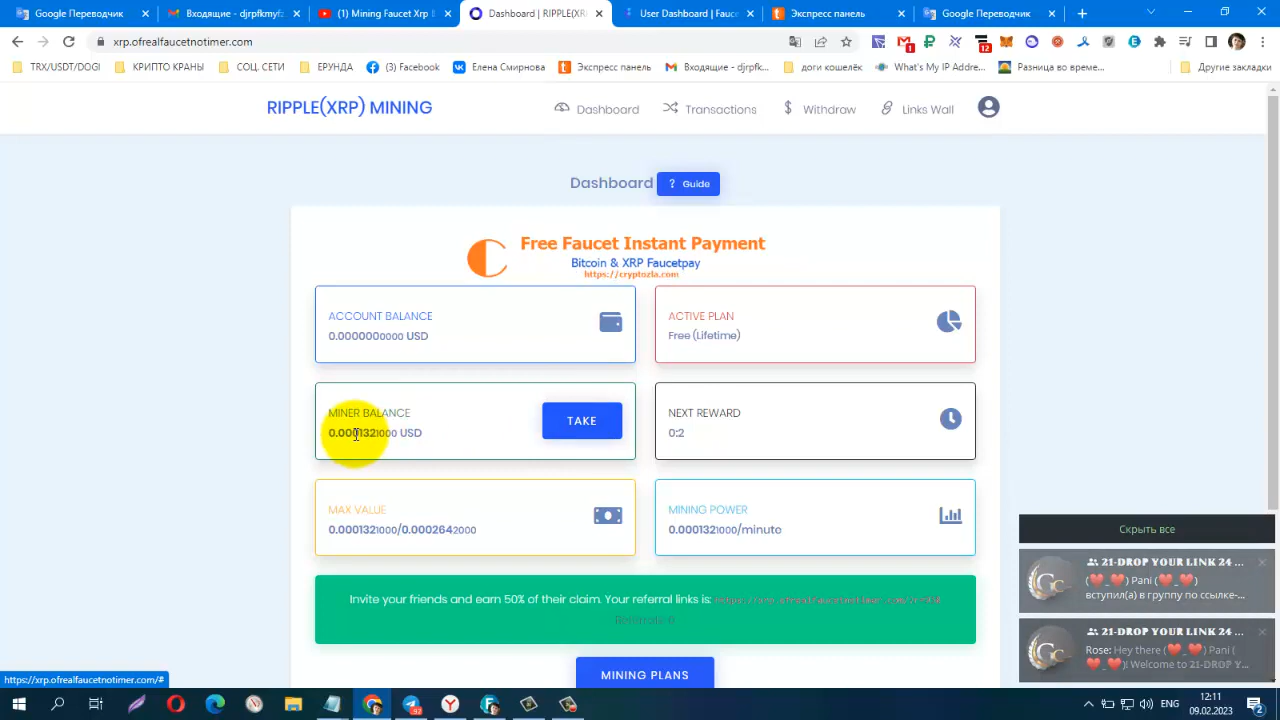 Google Переводчик
Входящие - djrpfkmyfz
(1) Mining Faucet Xrp I
Dashboard | RIPPLE(XR
User Dashboard | Fauce
Экспресс панель
Google Переводчик
xrp.ofrealfaucetnotimer.com
1
12
TRX/USDT/DOGI
КРИПТО КРАНЫ
СОЦ. СЕТИ
ЕРУНДА
(3) Facebook
Елена Смирнова
Экспресс панель
Входящие - djrpfk...
доги кошелёк
What's My IP Addre...
Разница во време...
Другие закладки
RIPPLE(XRP) MINING
Dashboard
Transactions
Withdraw
Links Wall
Dashboard
? Guide
Free Faucet Instant Payment
Bitcoin & XRP Faucetpay
https://cryptozla.com
ACCOUNT BALANCE
0.0000000000 USD
ACTIVE PLAN
Free (Lifetime)
MINER BALANCE
0.0001321000 USD
TAKE
NEXT REWARD
0:2
MAX VALUE
0.0001321000/0.0002642000
MINING POWER
0.0001321000/minute
Invite your friends and earn 50% of their claim. Your referral links is:
Referrals: 0
MINING PLANS
Скрыть все
21-DROP YOUR LINK 24 ...
(❤️_❤️) Pani (❤️_❤️)
вступил(а) в группу по ссылке-...
21-DROP YOUR LINK 24 ...
Rose: Hey there (❤️_❤️) Pani (
❤️_❤️)! Welcome to 21-DROP Y...
https://xrp.ofrealfaucetnotimer.com/#
ENG
12:11
09.02.2023
2